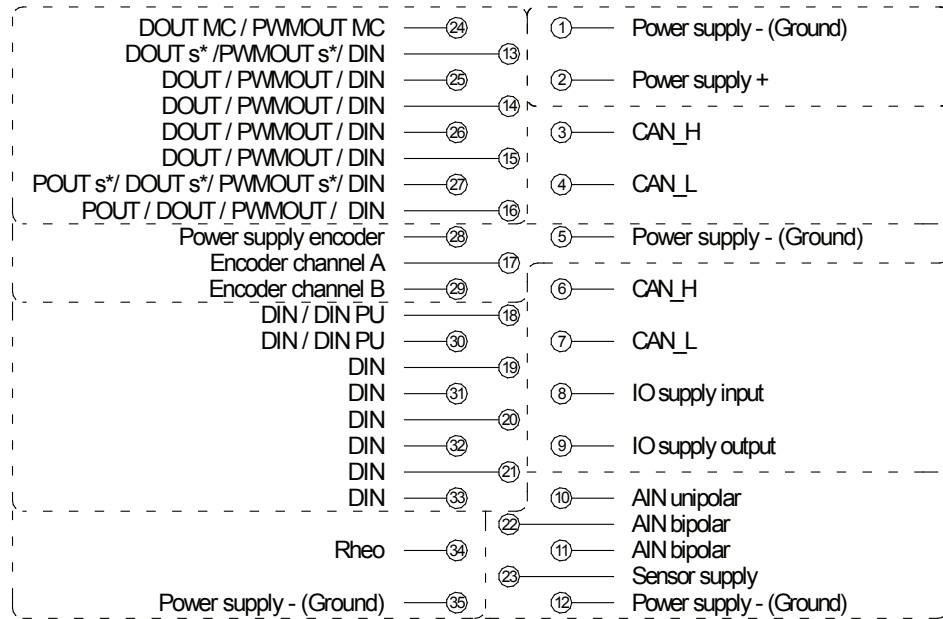 DOUT MC / PWMOUT MC 24 1 Power supply - (Ground)
DOUT s* /PWMOUT s*/ DIN 13
DOUT / PWMOUT / DIN 25 2 Power supply +
DOUT / PWMOUT / DIN 14
DOUT / PWMOUT / DIN 26 3 CAN_H
DOUT / PWMOUT / DIN 15
POUT s*/ DOUT s*/ PWMOUT s*/ DIN 27 4 CAN_L
POUT / DOUT / PWMOUT / DIN 16
Power supply encoder 28 5 Power supply - (Ground)
Encoder channel A 17
Encoder channel B 29 6 CAN_H
DIN / DIN PU 18
DIN / DIN PU 30 7 CAN_L
DIN 19
DIN 31 8 IO supply input
DIN 20
DIN 32 9 IO supply output
DIN 21
DIN 33 10 AIN unipolar
22 AIN bipolar
Rheo 34 11 AIN bipolar
23 Sensor supply
Power supply - (Ground) 35 12 Power supply - (Ground)